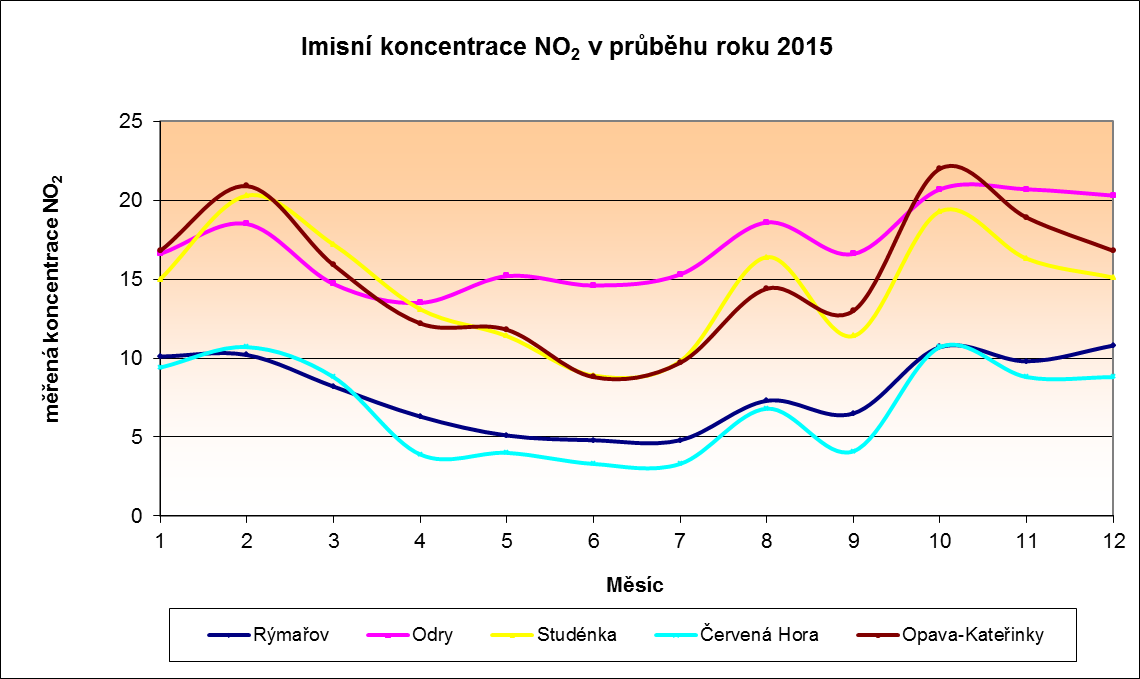 Imisní koncentrace NO2 v průběhu roku 2015
měřená koncentrace NO2
25
20
15
10
5
0
1 2 3 4 5 6 7 8 9 10 11 12
Měsíc
Rýmařov Odry Studénka Červená Hora Opava-Kateřinky